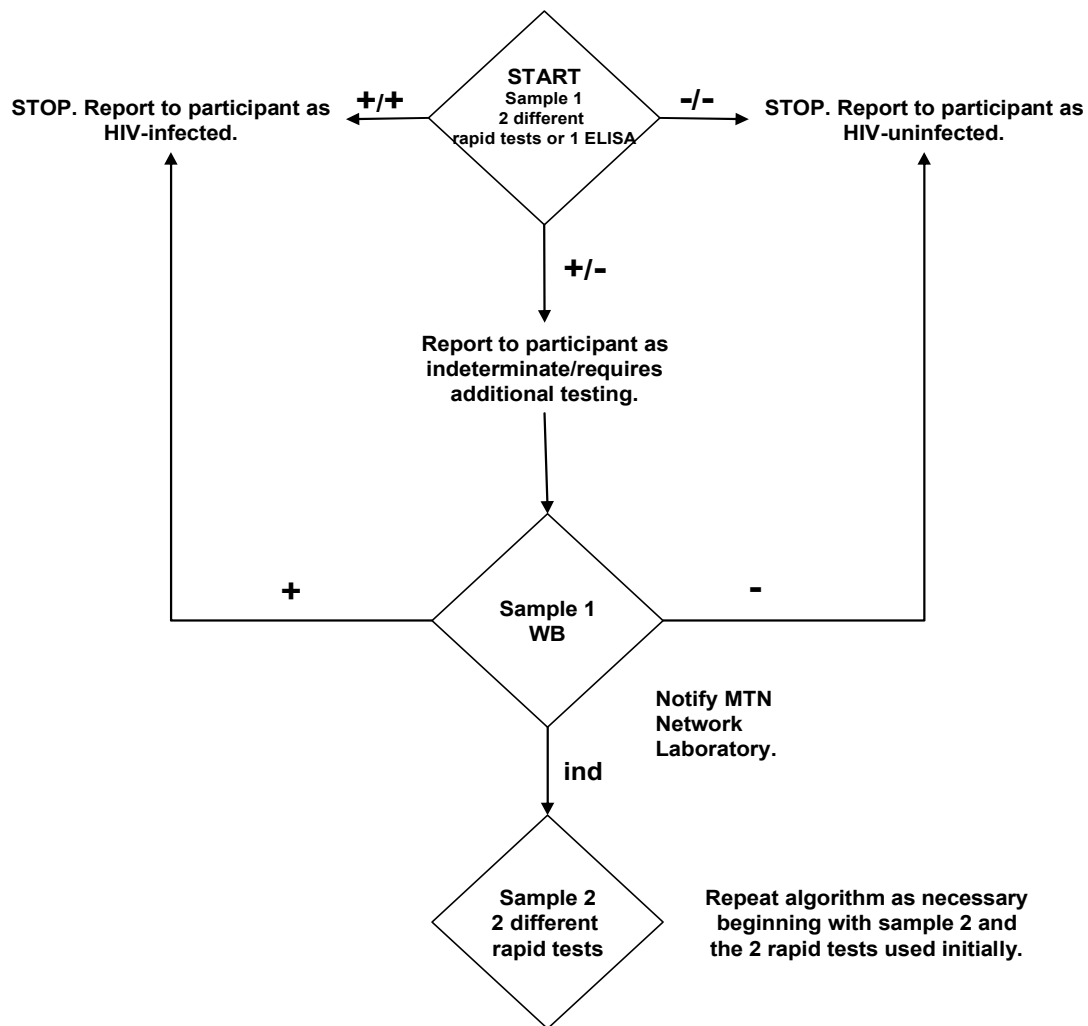 START
Sample 1
2 different
rapid tests or 1 ELISA
+/+
-/-
STOP. Report to participant as
HIV-infected.
STOP. Report to participant as
HIV-uninfected.
+/-
Report to participant as
indeterminate/requires
additional testing.
+
-
Sample 1
WB
Notify MTN
Network
Laboratory.
ind
Sample 2
2 different
rapid tests
Repeat algorithm as necessary
beginning with sample 2 and
the 2 rapid tests used initially.